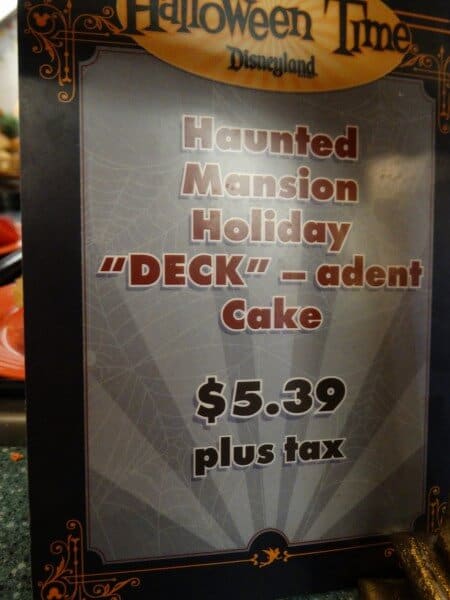 Halloween Time
Disneyland
Haunted
Mansion
Holiday
"DECK" – adent
Cake
$5.39
plus tax